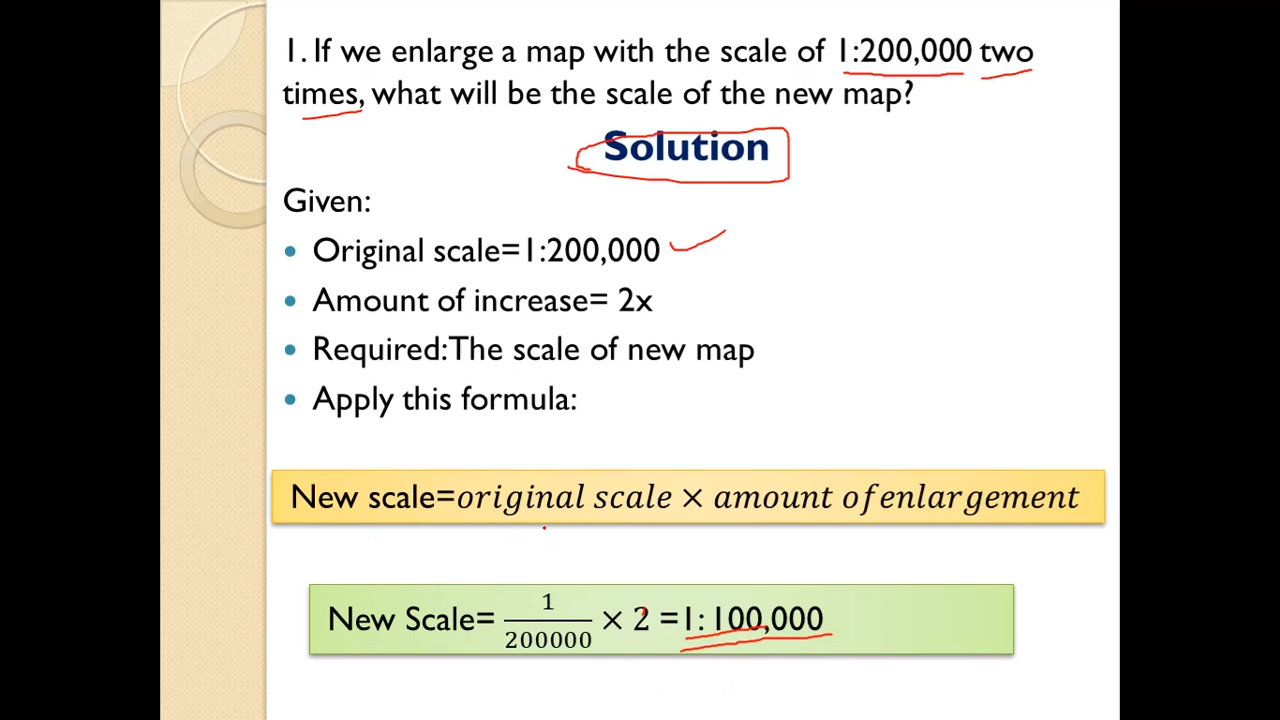 1. If we enlarge a map with the scale of 1:200,000 two
times, what will be the scale of the new map?
Solution
Given:
• Original scale=1:200,000
• Amount of increase= 2x
• Required:The scale of new map
• Apply this formula:
New scale=original scale × amount ofenlargement
New Scale= 1/200000 × 2 =1:100,000